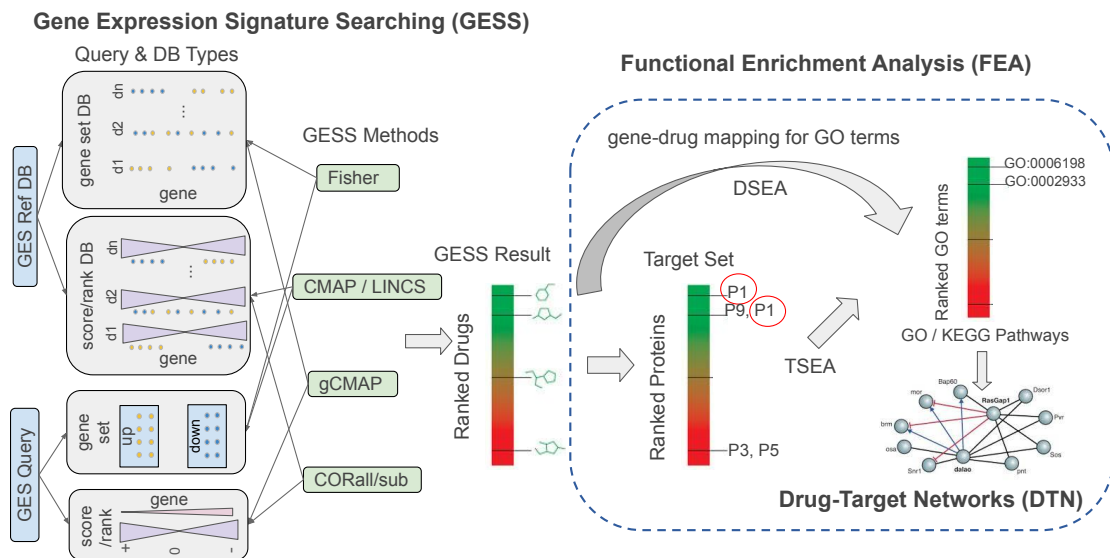 Gene Expression Signature Searching (GESS)
Query & DB Types
GES Ref DB
gene set DB
dn
...
d2
d1
gene
score/rank DB
dn
...
d2
d1
gene
GES Query
gene
set
up
down
score
/rank
gene
+
0
-
GESS Methods
Fisher
CMAP / LINCS
gCMAP
CORall/sub
GESS Result
Ranked Drugs
Functional Enrichment Analysis (FEA)
gene-drug mapping for GO terms
DSEA
Target Set
Ranked Proteins
P1
P9, P1
P3, P5
TSEA
Ranked GO terms
GO:0006198
GO:0002933
GO / KEGG Pathways
Bap60
RasGap1
Dsor1
mor
Pvr
brm
osa
Sos
Snr1
dalao
pnt
Drug-Target Networks (DTN)